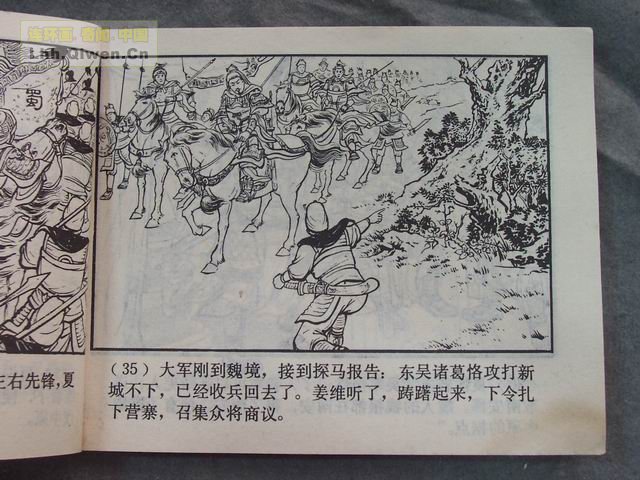 连环画.奇闻.中国
Lhh.Qiwen.Cn
蜀
左右先锋，夏
（35） 大军刚到魏境，接到探马报告：东吴诸葛恪攻打新
城不下，已经收兵回去了。姜维听了，踌躇起来，下令扎
下营寨，召集众将商议。